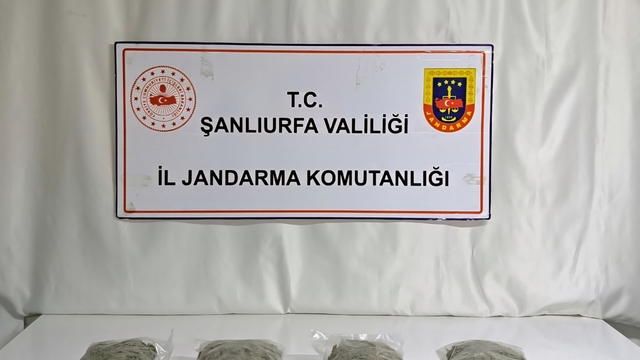 T.C.
ŞANLIURFA VALİLİĞİ
İL JANDARMA KOMUTANLIĞI
JANDARMA